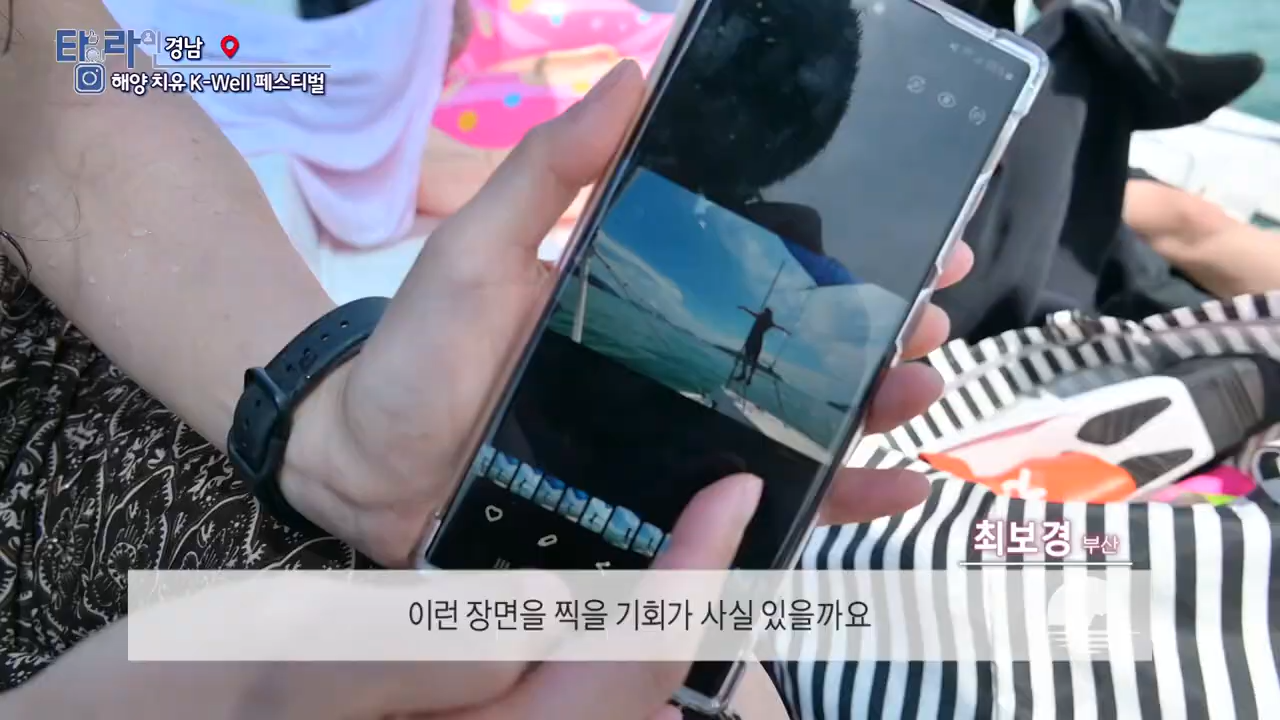 타라 경남
해양 치유 K-Well 페스티벌
최보경 부산
이런 장면을 찍을 기회가 사실 있을까요